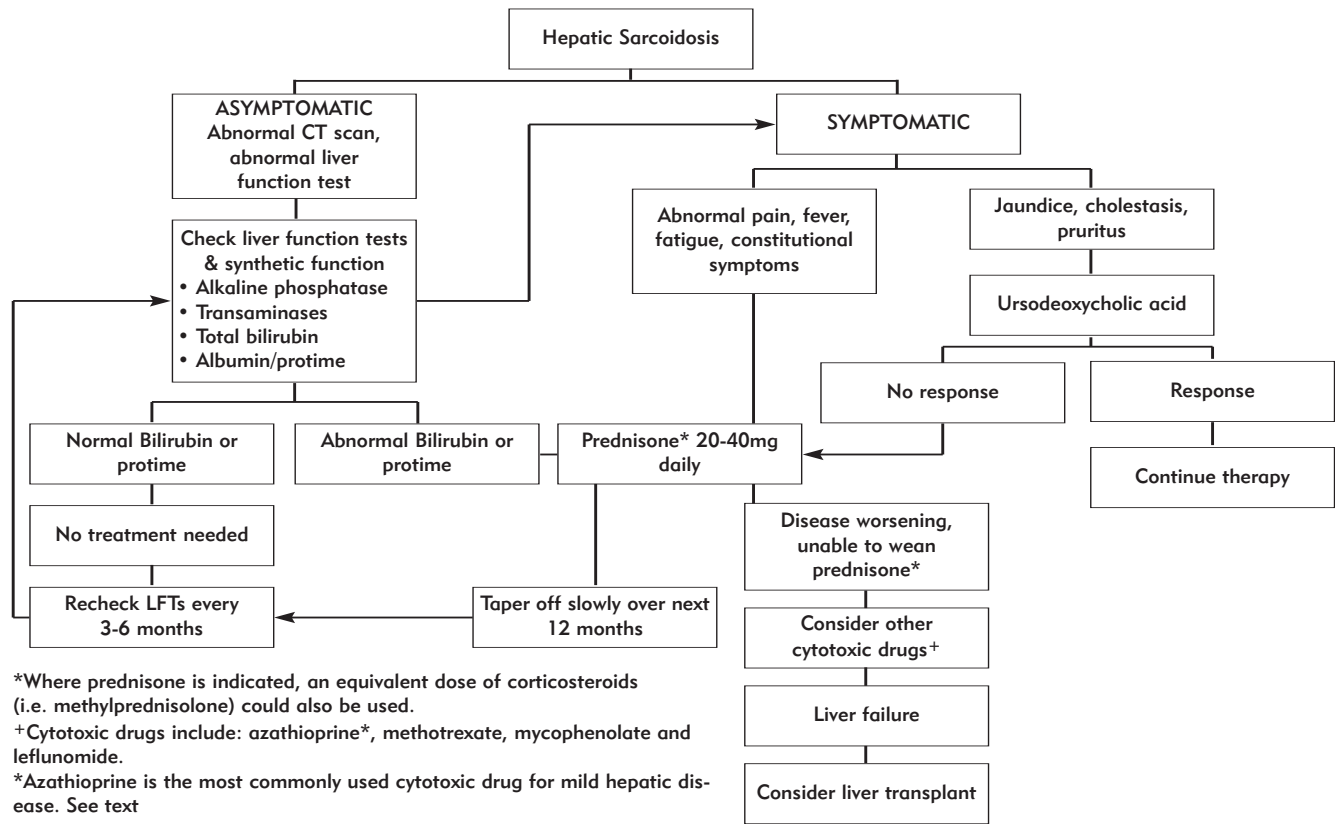 Hepatic Sarcoidosis
ASYMPTOMATIC
Abnormal CT scan,
abnormal liver
function test
SYMPTOMATIC
Check liver function tests
& synthetic function
• Alkaline phosphatase
• Transaminases
• Total bilirubin
• Albumin/protime
Abnormal pain, fever,
fatigue, constitutional
symptoms
Jaundice, cholestasis,
pruritus
Ursodeoxycholic acid
No response
Response
Normal Bilirubin or
protime
Abnormal Bilirubin or
protime
Prednisone* 20-40mg
daily
Continue therapy
No treatment needed
Disease worsening,
unable to wean
prednisone*
Recheck LFTs every
3-6 months
Taper off slowly over next
12 months
Consider other
cytotoxic drugs+
Liver failure
Consider liver transplant
*Where prednisone is indicated, an equivalent dose of corticosteroids
(i.e. methylprednisolone) could also be used.
+Cytotoxic drugs include: azathioprine*, methotrexate, mycophenolate and
leflunomide.
*Azathioprine is the most commonly used cytotoxic drug for mild hepatic dis-
ease. See text